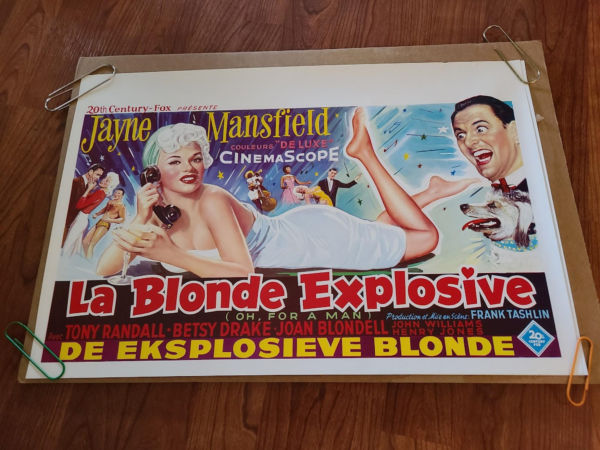 20th Century-Fox PRÉSENTE
Jayne Mansfield
COULEURS "DE LUXE"
CINEMASCOPE
La Blonde Explosive
(OH, FOR A MAN)
Production et Mise en Scène: FRANK TASHLIN
Avec TONY RANDALL · BETSY DRAKE · JOAN BLONDELL JOHN WILLIAMS
HENRY JONES
DE EKSPLOSIEVE BLONDE
20th CENTURY FOX